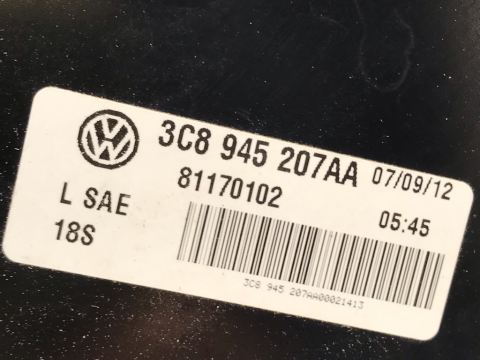 3C8 945 207AA 07/09/12
81170102 05:45
L SAE
18S
3C8 945 207AA00021413